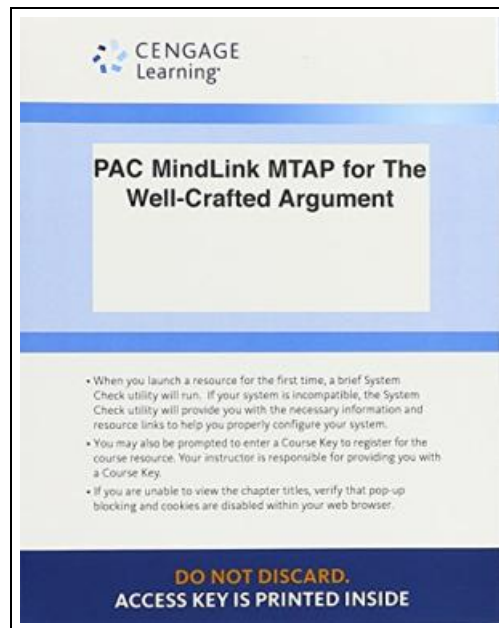 CENGAGE
Learning·
PAC MindLink MTAP for The
Well-Crafted Argument
• When you launch a resource for the first time, a brief System
Check utility will run. If your system is incompatible, the System
Check utility will provide you with the necessary information and
resource links to help you properly configure your system.
• You may also be prompted to enter a Course Key to register for the
course resource. Your instructor is responsible for providing you with
a Course Key.
• If you are unable to view the chapter titles, verify that pop-up
blocking and cookies are disabled within your web browser.
DO NOT DISCARD.
ACCESS KEY IS PRINTED INSIDE